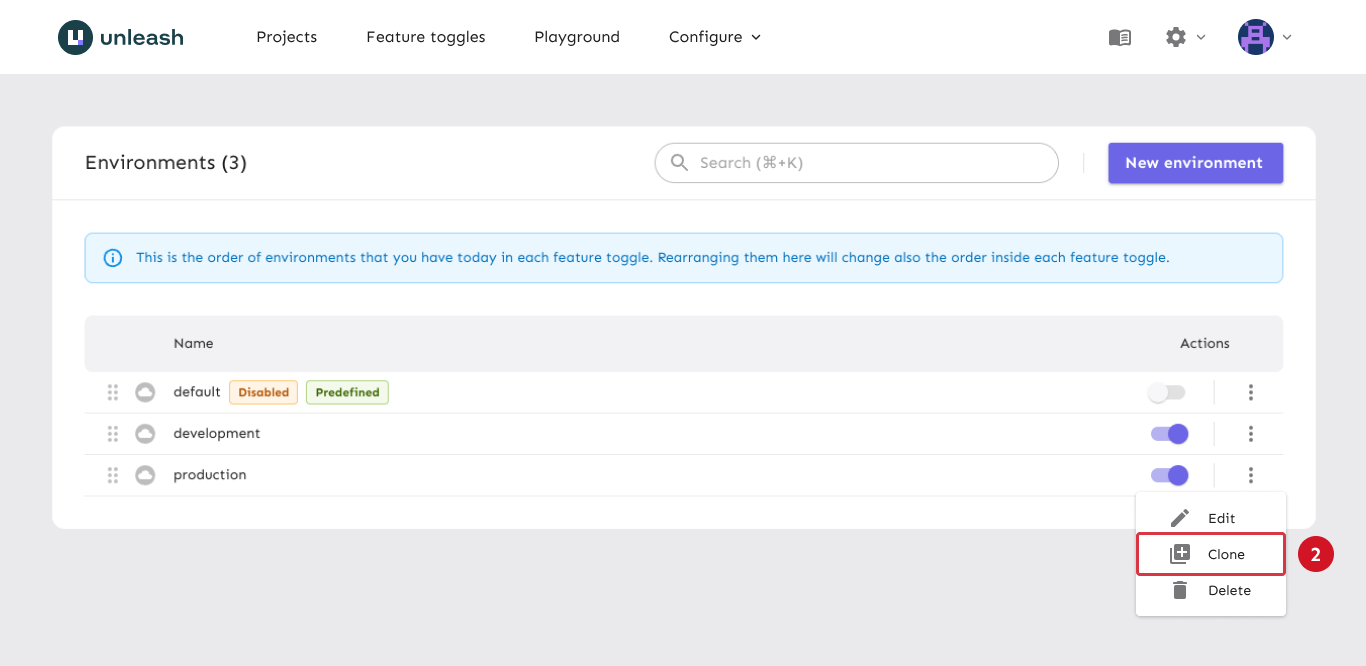 unleash Projects Feature toggles Playground Configure
Environments (3) Search (⌘+K) New environment
This is the order of environments that you have today in each feature toggle. Rearranging them here will change also the order inside each feature toggle.
Name Actions
default Disabled Predefined
development
production
Edit
Clone 2
Delete